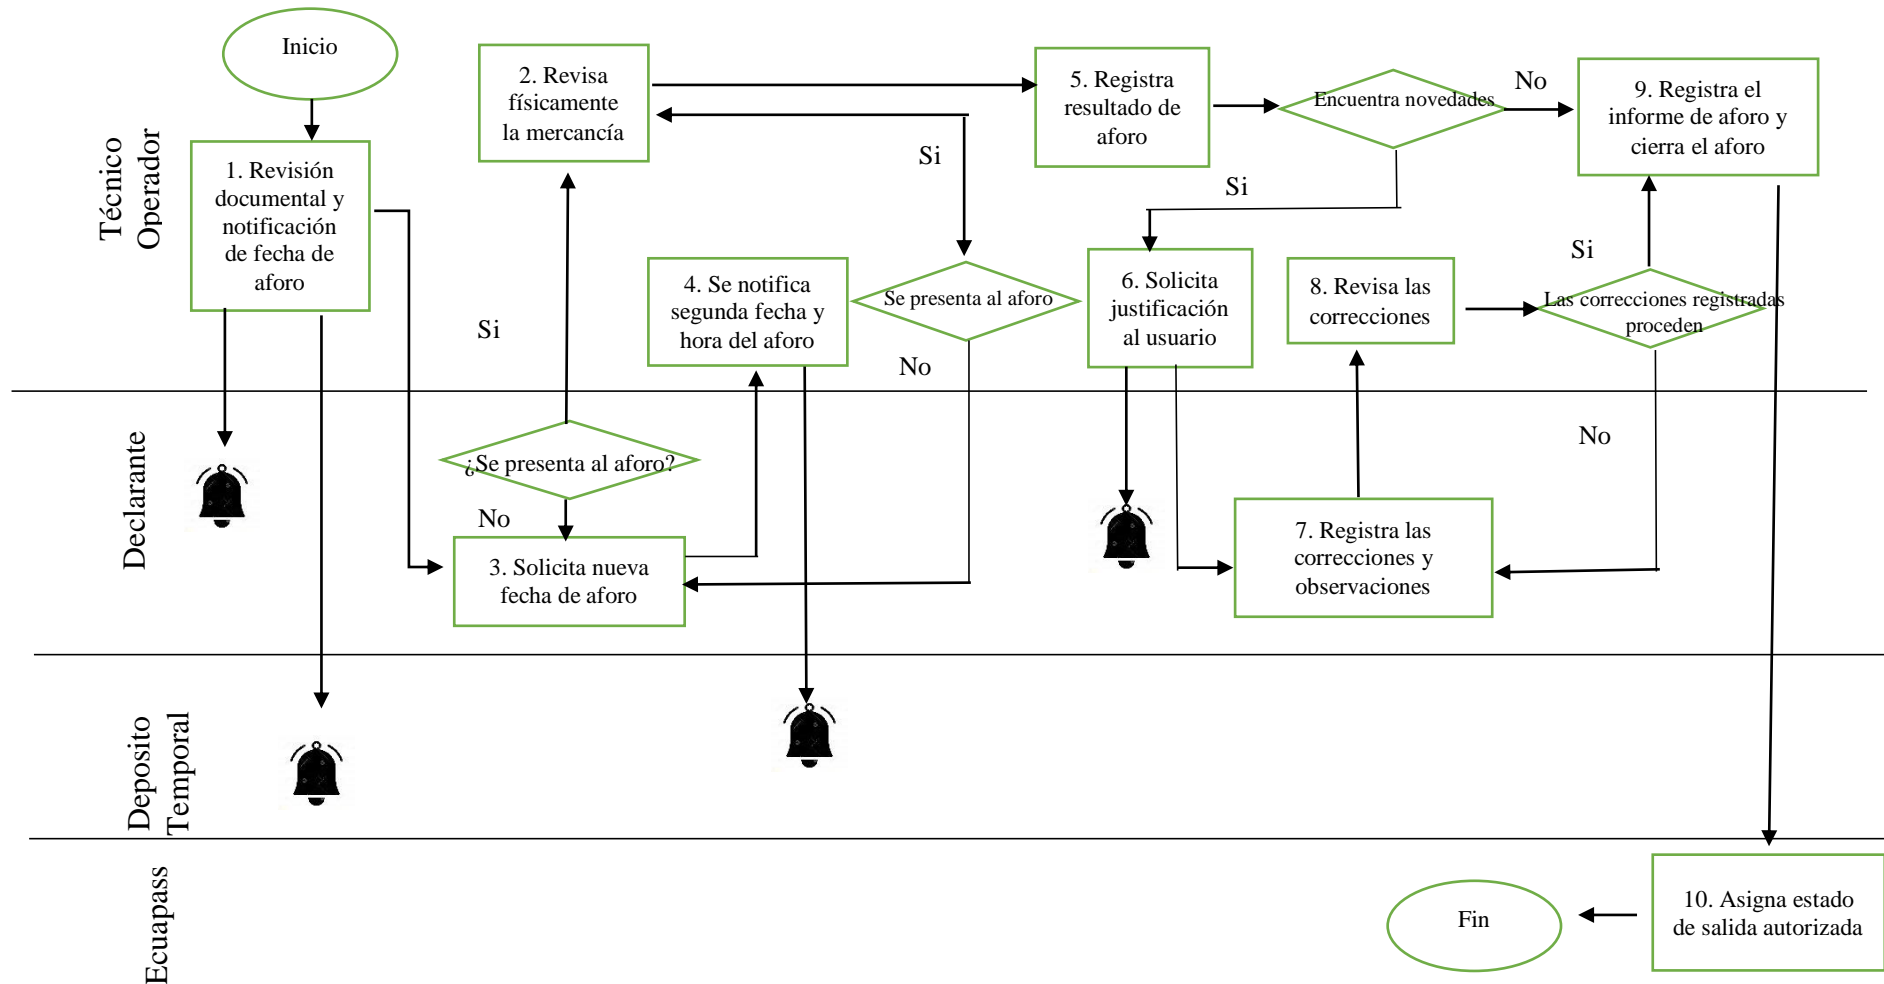 Técnico
Operador
Inicio
1. Revisión
documental y
notificación
de fecha de
aforo
2. Revisa
físicamente
la mercancía
5. Registra
resultado de
aforo
Encuentra novedades
No
9. Registra el
informe de aforo y
cierra el aforo
Si
Si
Si
4. Se notifica
segunda fecha y
hora del aforo
Se presenta al aforo
6. Solicita
justificación
al usuario
8. Revisa las
correcciones
Las correcciones registradas
proceden
Si
No
Declarante
¿Se presenta al aforo?
No
No
3. Solicita nueva
fecha de aforo
7. Registra las
correcciones y
observaciones
Deposito
Temporal
Ecuapass
Fin
10. Asigna estado
de salida autorizada